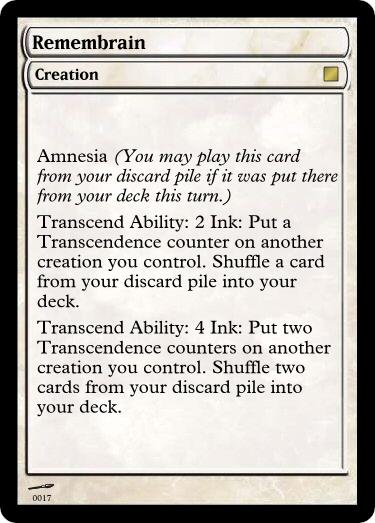 Remembrain
Creation
Amnesia (You may play this card
from your discard pile if it was put there
from your deck this turn.)
Transcend Ability: 2 Ink: Put a
Transcendence counter on another
creation you control. Shuffle a card
from your discard pile into your
deck.
Transcend Ability: 4 Ink: Put two
Transcendence counters on another
creation you control. Shuffle two
cards from your discard pile into
your deck.
0017